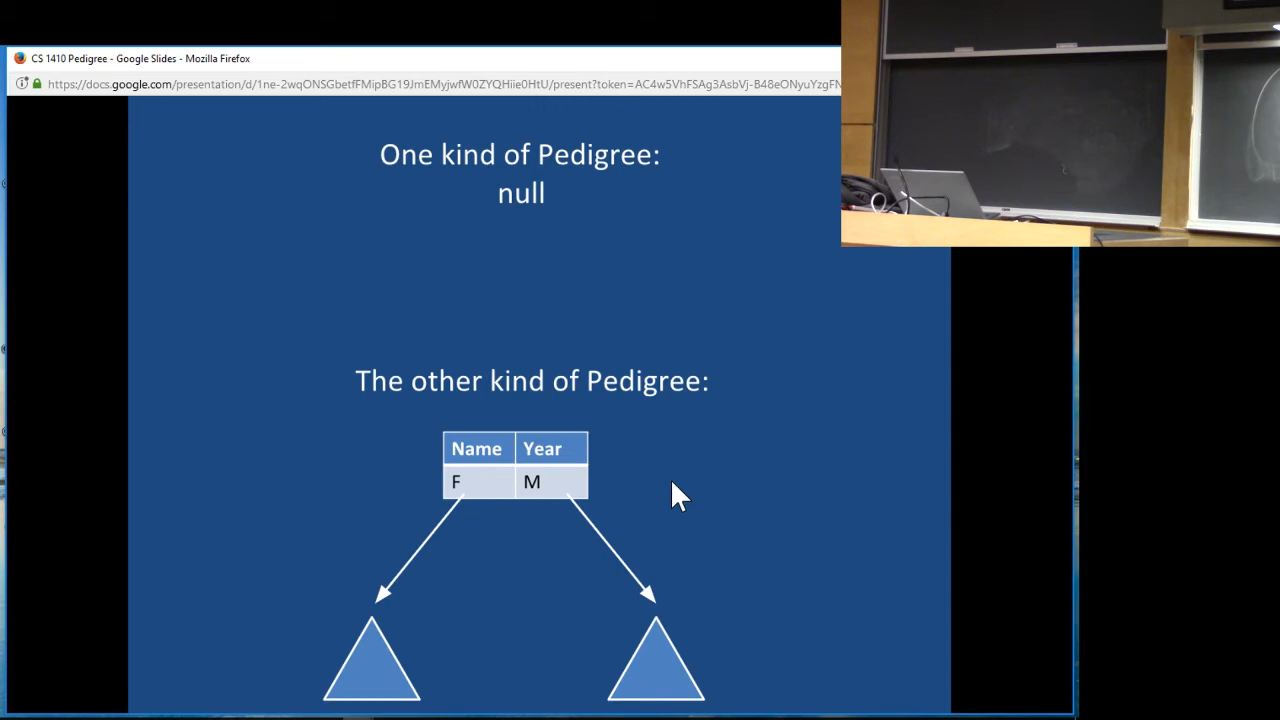 CS 1410 Pedigree - Google Slides - Mozilla Firefox
https://docs.google.com/presentation/d/1ne-2wqONSGbetfFMipBG19JmEMyjwfW0ZYQHiie0HtU/present?token=AC4w5VhFSAg3AsbVj-B48eONyuYzgFN
One kind of Pedigree:
null
The other kind of Pedigree:
Name Year
F M